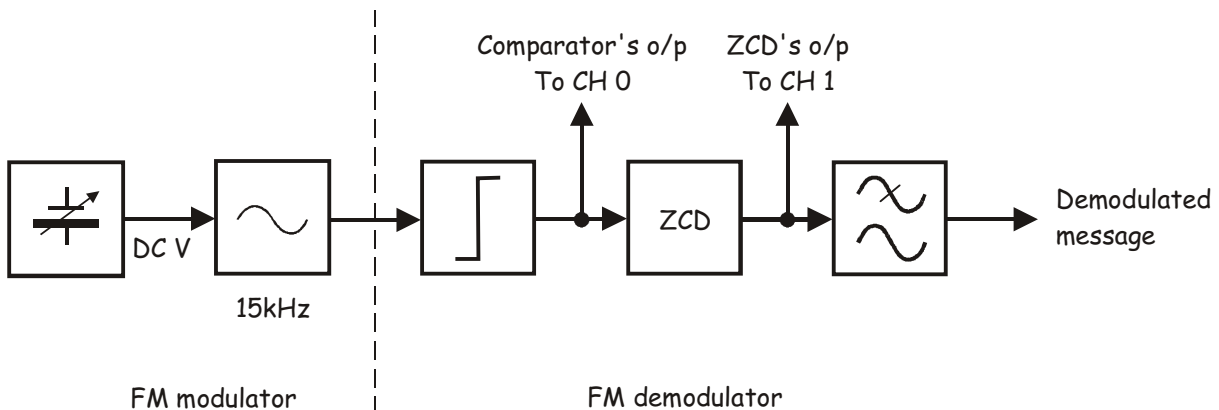 Comparator's o/p
To CH 0
ZCD's o/p
To CH 1
DC V
ZCD
Demodulated
message
15kHz
FM modulator
FM demodulator